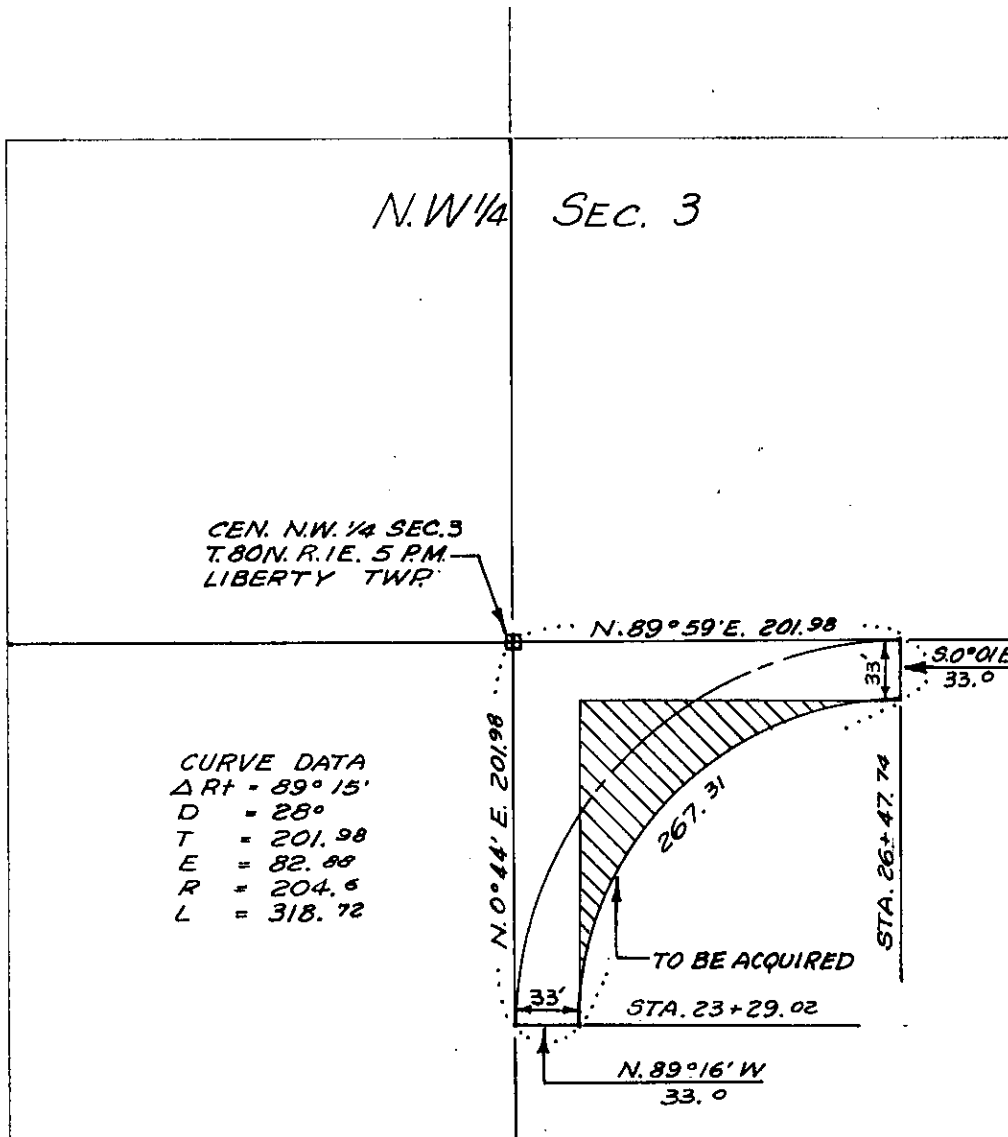 N.W 1/4 SEC. 3
CEN. N.W. 1/4 SEC.3
T.80N. R.1E. 5 P.M.
LIBERTY TWP.
N.89°59'E. 201.98
33'
S.0°01'E
33.0
N.0°44'E. 201.98
CURVE DATA
Δ Rt = 89° 15'
D = 28°
T = 201.98
E = 82.88
R = 204.6
L = 318.72
267.31
STA. 26+47.74
TO BE ACQUIRED
33'
STA. 23+29.02
N.89°16'W
33.0